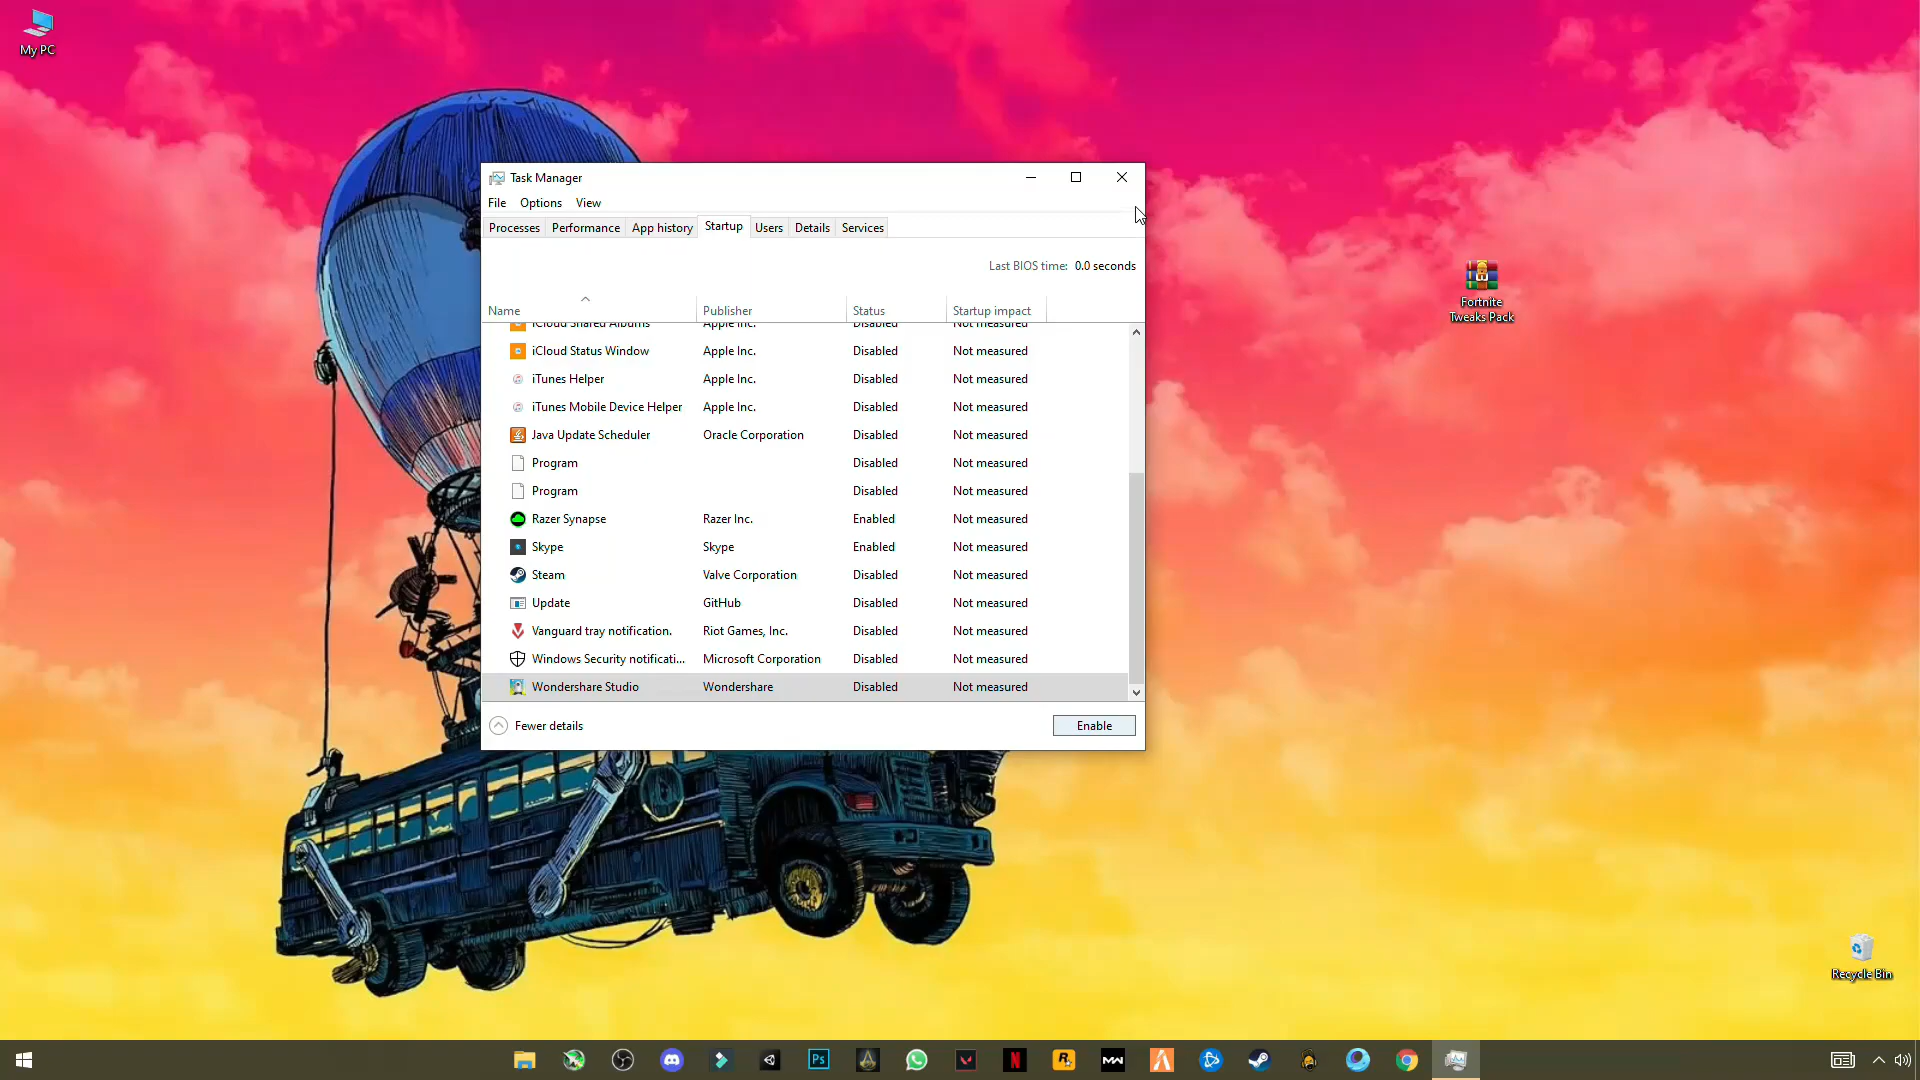 My PC
Task Manager
File Options View
Processes Performance App history Startup Users Details Services
Last BIOS time: 0.0 seconds
Name Publisher Status Startup impact
iCloud Shared Albums Apple Inc. Disabled Not measured
iCloud Status Window Apple Inc. Disabled Not measured
iTunes Helper Apple Inc. Disabled Not measured
iTunes Mobile Device Helper Apple Inc. Disabled Not measured
Java Update Scheduler Oracle Corporation Disabled Not measured
Program Disabled Not measured
Program Disabled Not measured
Razer Synapse Razer Inc. Enabled Not measured
Skype Skype Enabled Not measured
Steam Valve Corporation Disabled Not measured
Update GitHub Disabled Not measured
Vanguard tray notification. Riot Games, Inc. Disabled Not measured
Windows Security notificati... Microsoft Corporation Disabled Not measured
Wondershare Studio Wondershare Disabled Not measured
Fewer details Enable
Fortnite
Tweaks Pack
Recycle Bin
Ps
N
R
MW